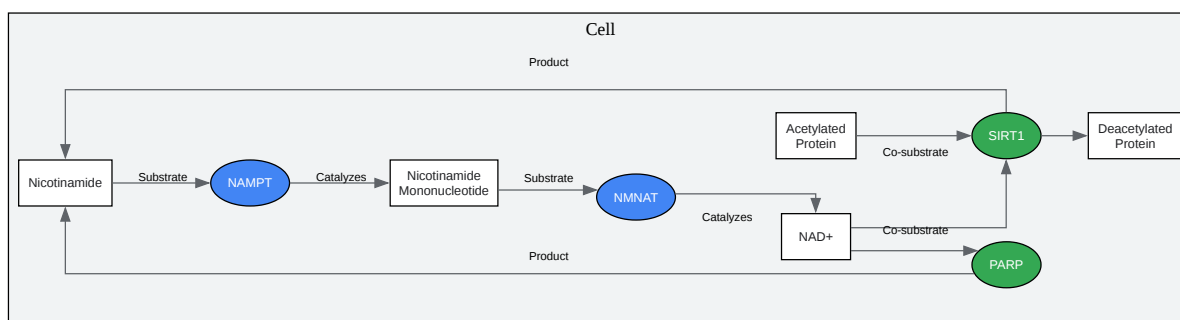 Cell
Product
Acetylated
Protein
SIRT1
Deacetylated
Protein
Co-substrate
Nicotinamide
Substrate
NAMPT
Catalyzes
Nicotinamide
Mononucleotide
Substrate
NMNAT
Catalyzes
NAD+
Co-substrate
Product
PARP